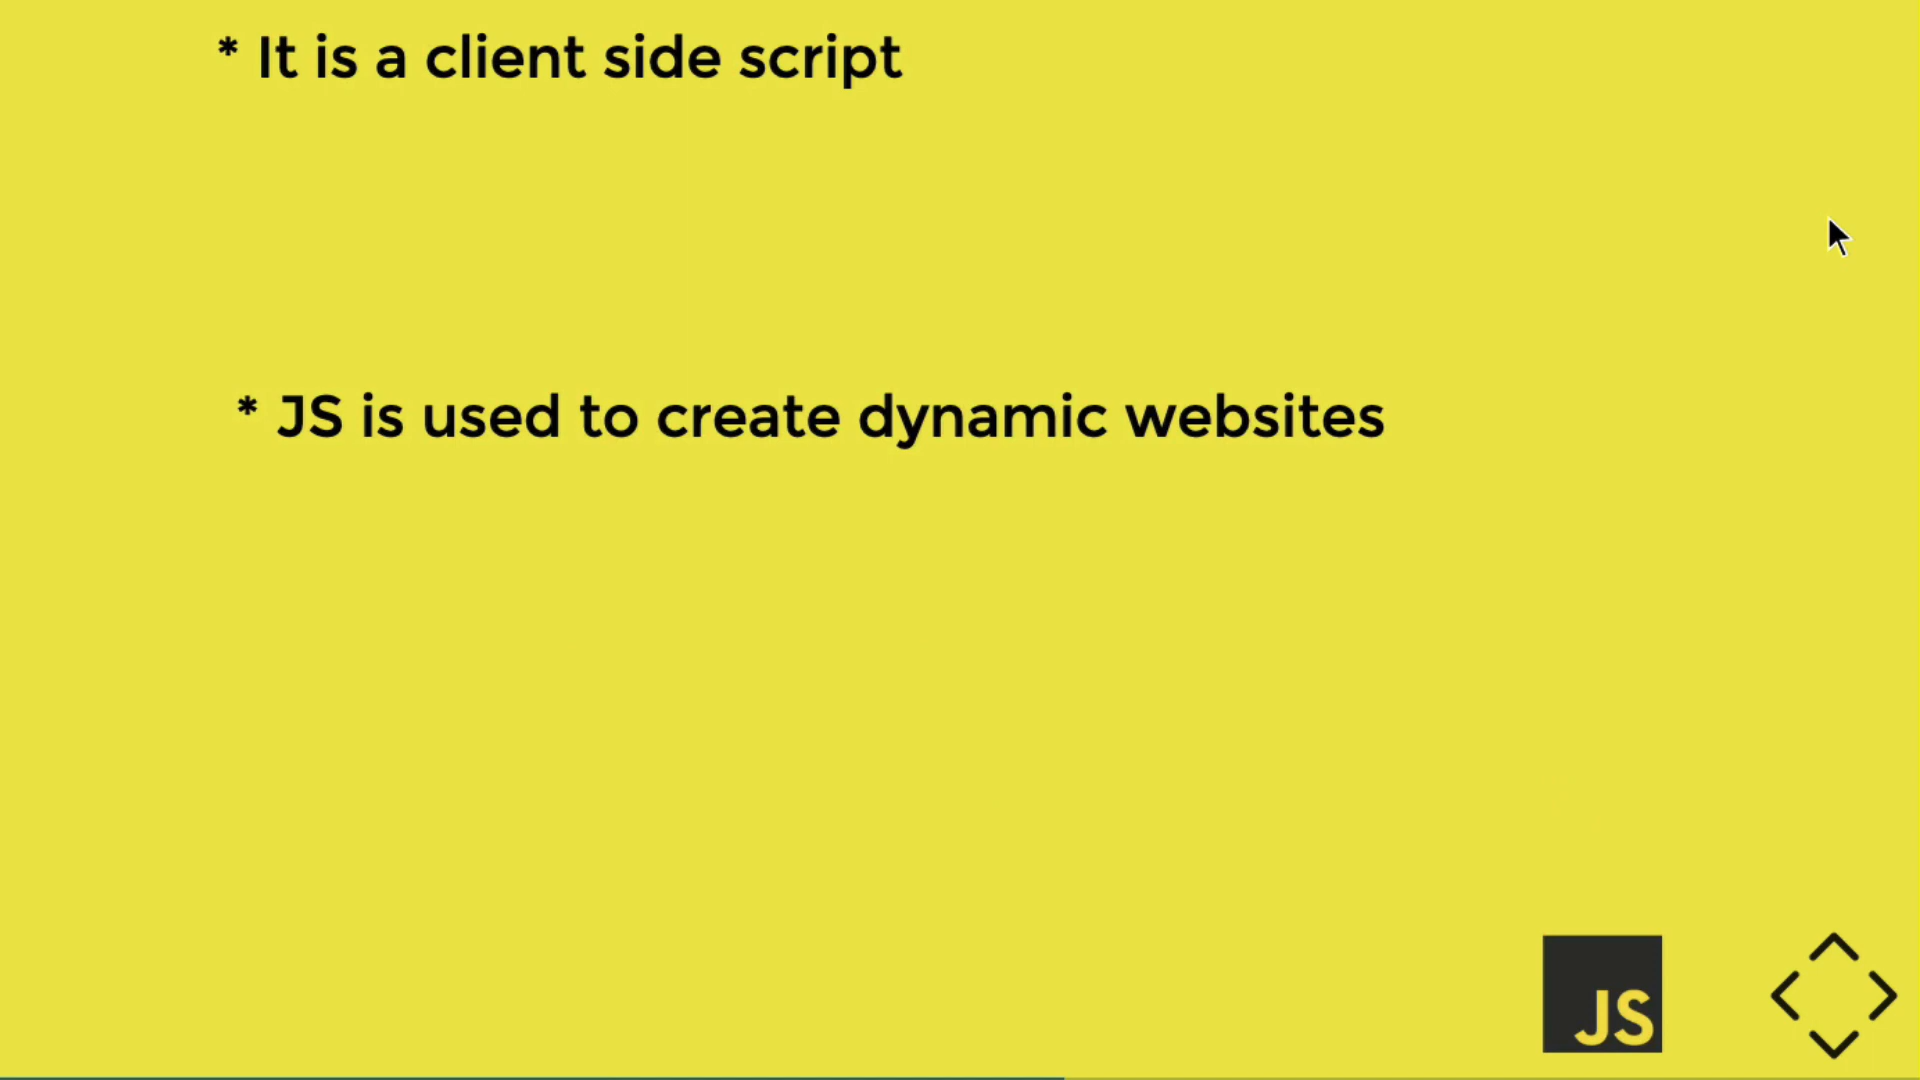 * It is a client side script
* JS is used to create dynamic websites
JS